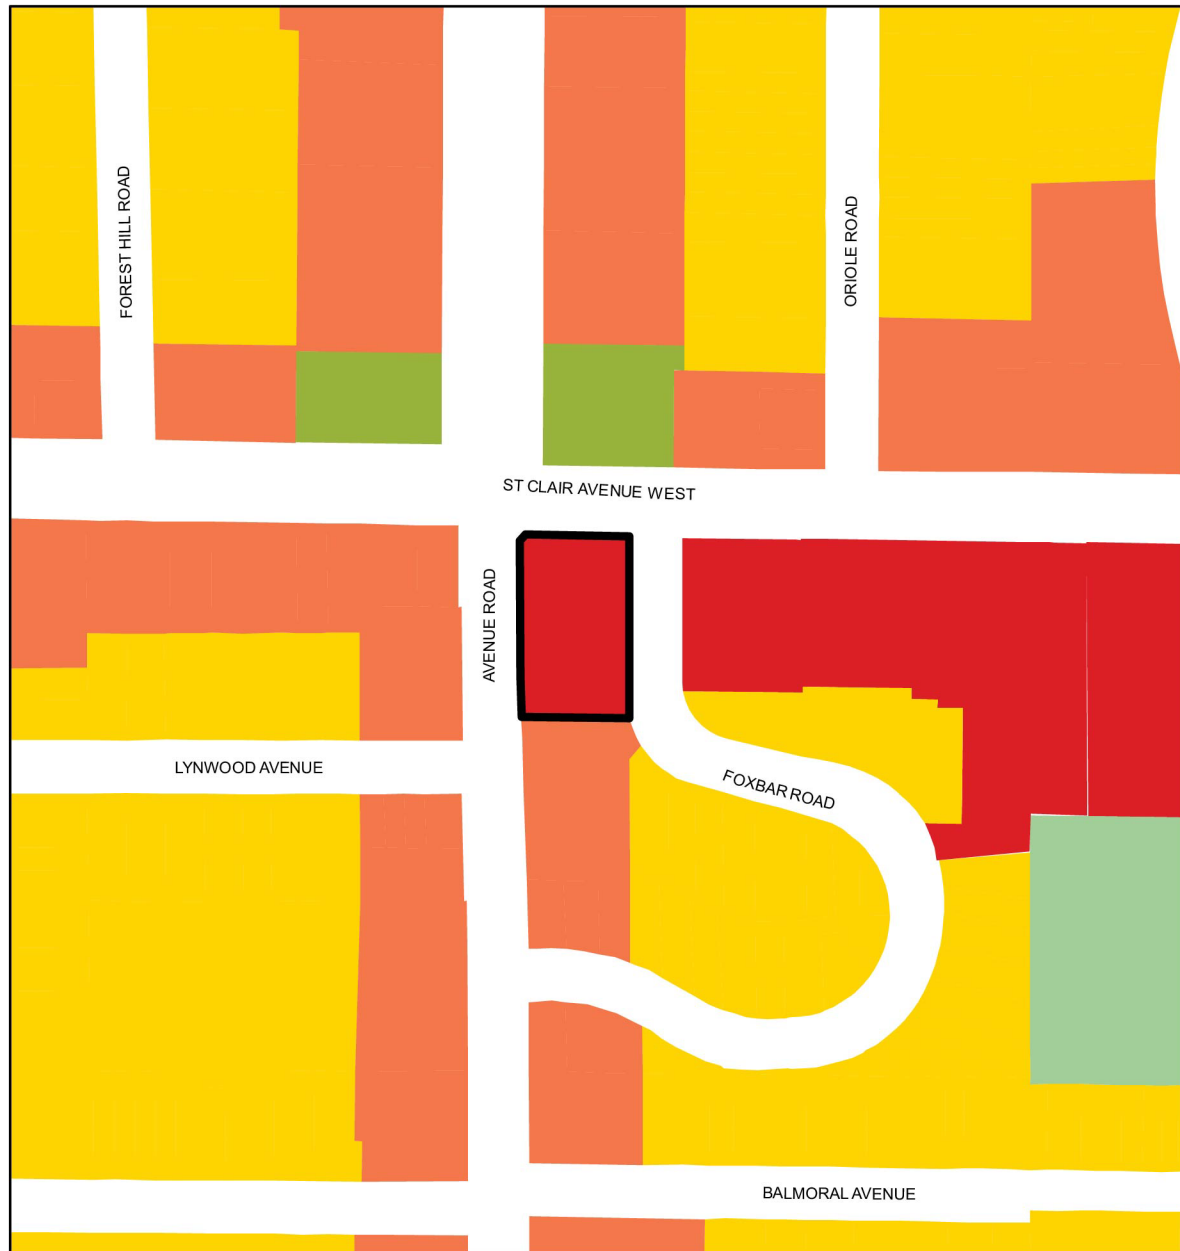 FOREST HILL ROAD
ORIOLE ROAD
ST CLAIR AVENUE WEST
AVENUE ROAD
LYNWOOD AVENUE
FOXBAR ROAD
BALMORAL AVENUE